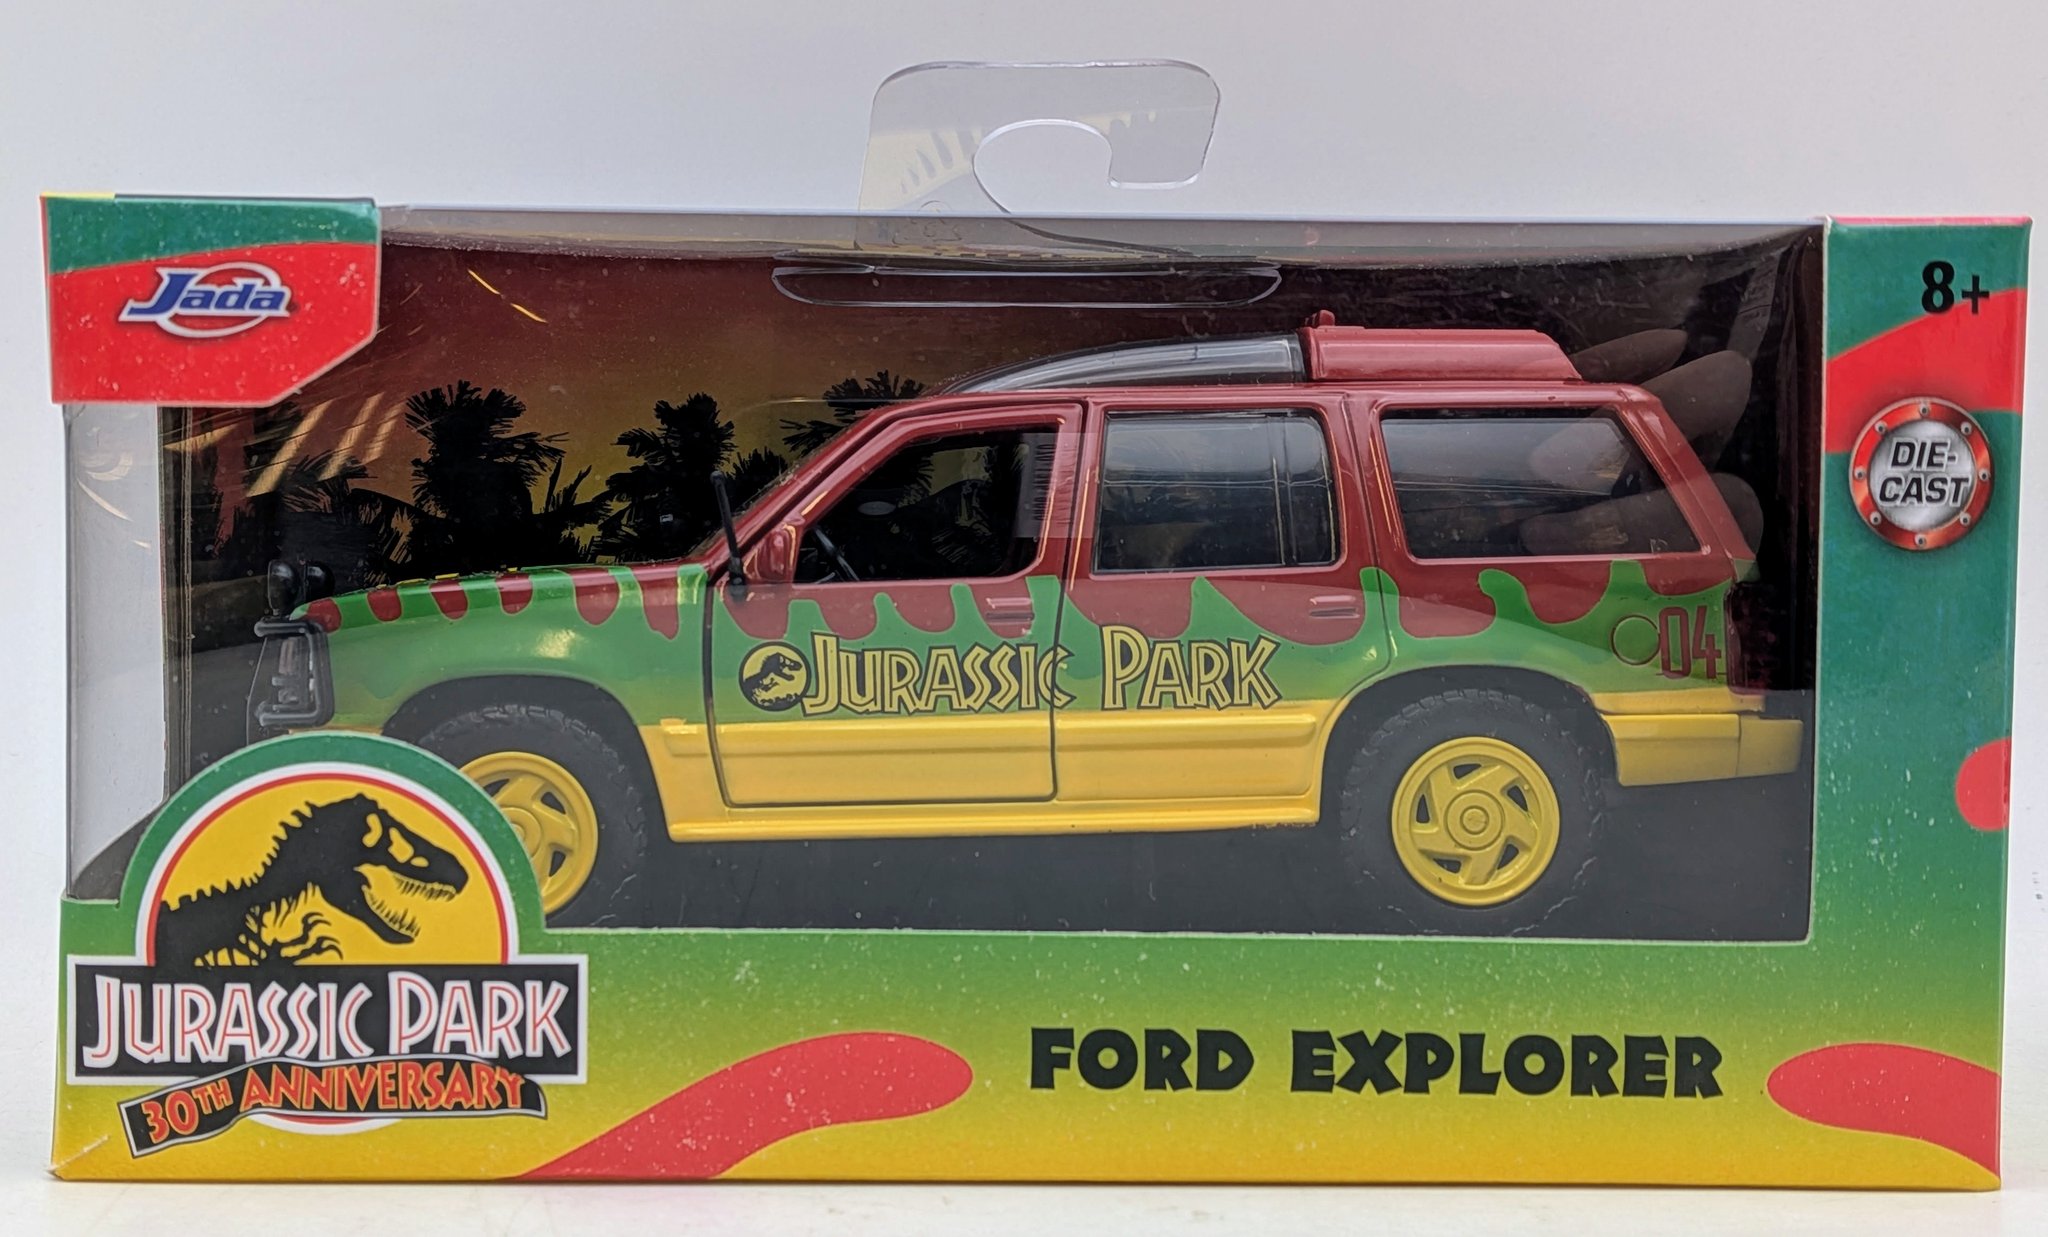 Jada
8+
DIE-
CAST
JURASSIC PARK
04
JURASSIC PARK
30TH ANNIVERSARY
FORD EXPLORER